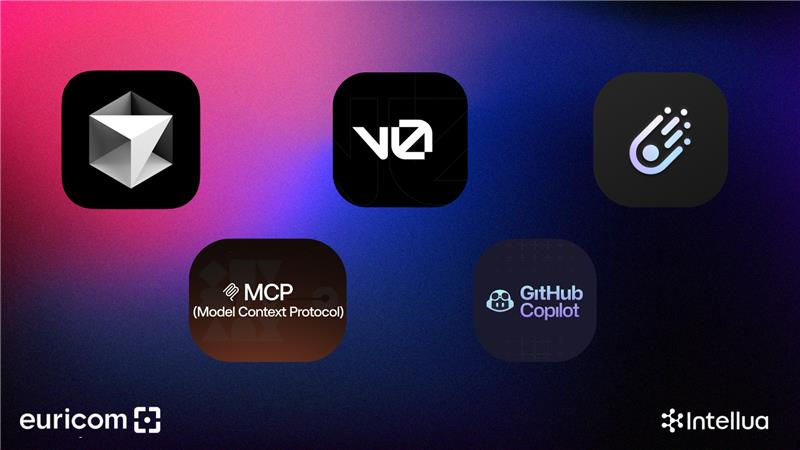 v0
MCP
(Model Context Protocol)
GitHub
Copilot
euricom
Intellua